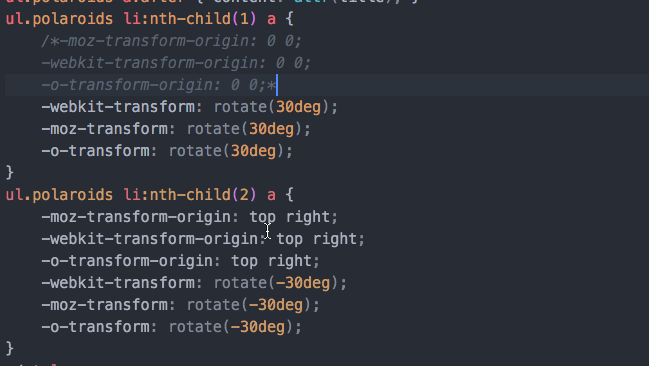 ul.polaroids li:nth-child(1) a {
/*-moz-transform-origin: 0 0;
-webkit-transform-origin: 0 0;
-o-transform-origin: 0 0;*
-webkit-transform: rotate(30deg);
-moz-transform: rotate(30deg);
-o-transform: rotate(30deg);
}
ul.polaroids li:nth-child(2) a {
-moz-transform-origin: top right;
-webkit-transform-origin: top right;
-o-transform-origin: top right;
-webkit-transform: rotate(-30deg);
-moz-transform: rotate(-30deg);
-o-transform: rotate(-30deg);
}